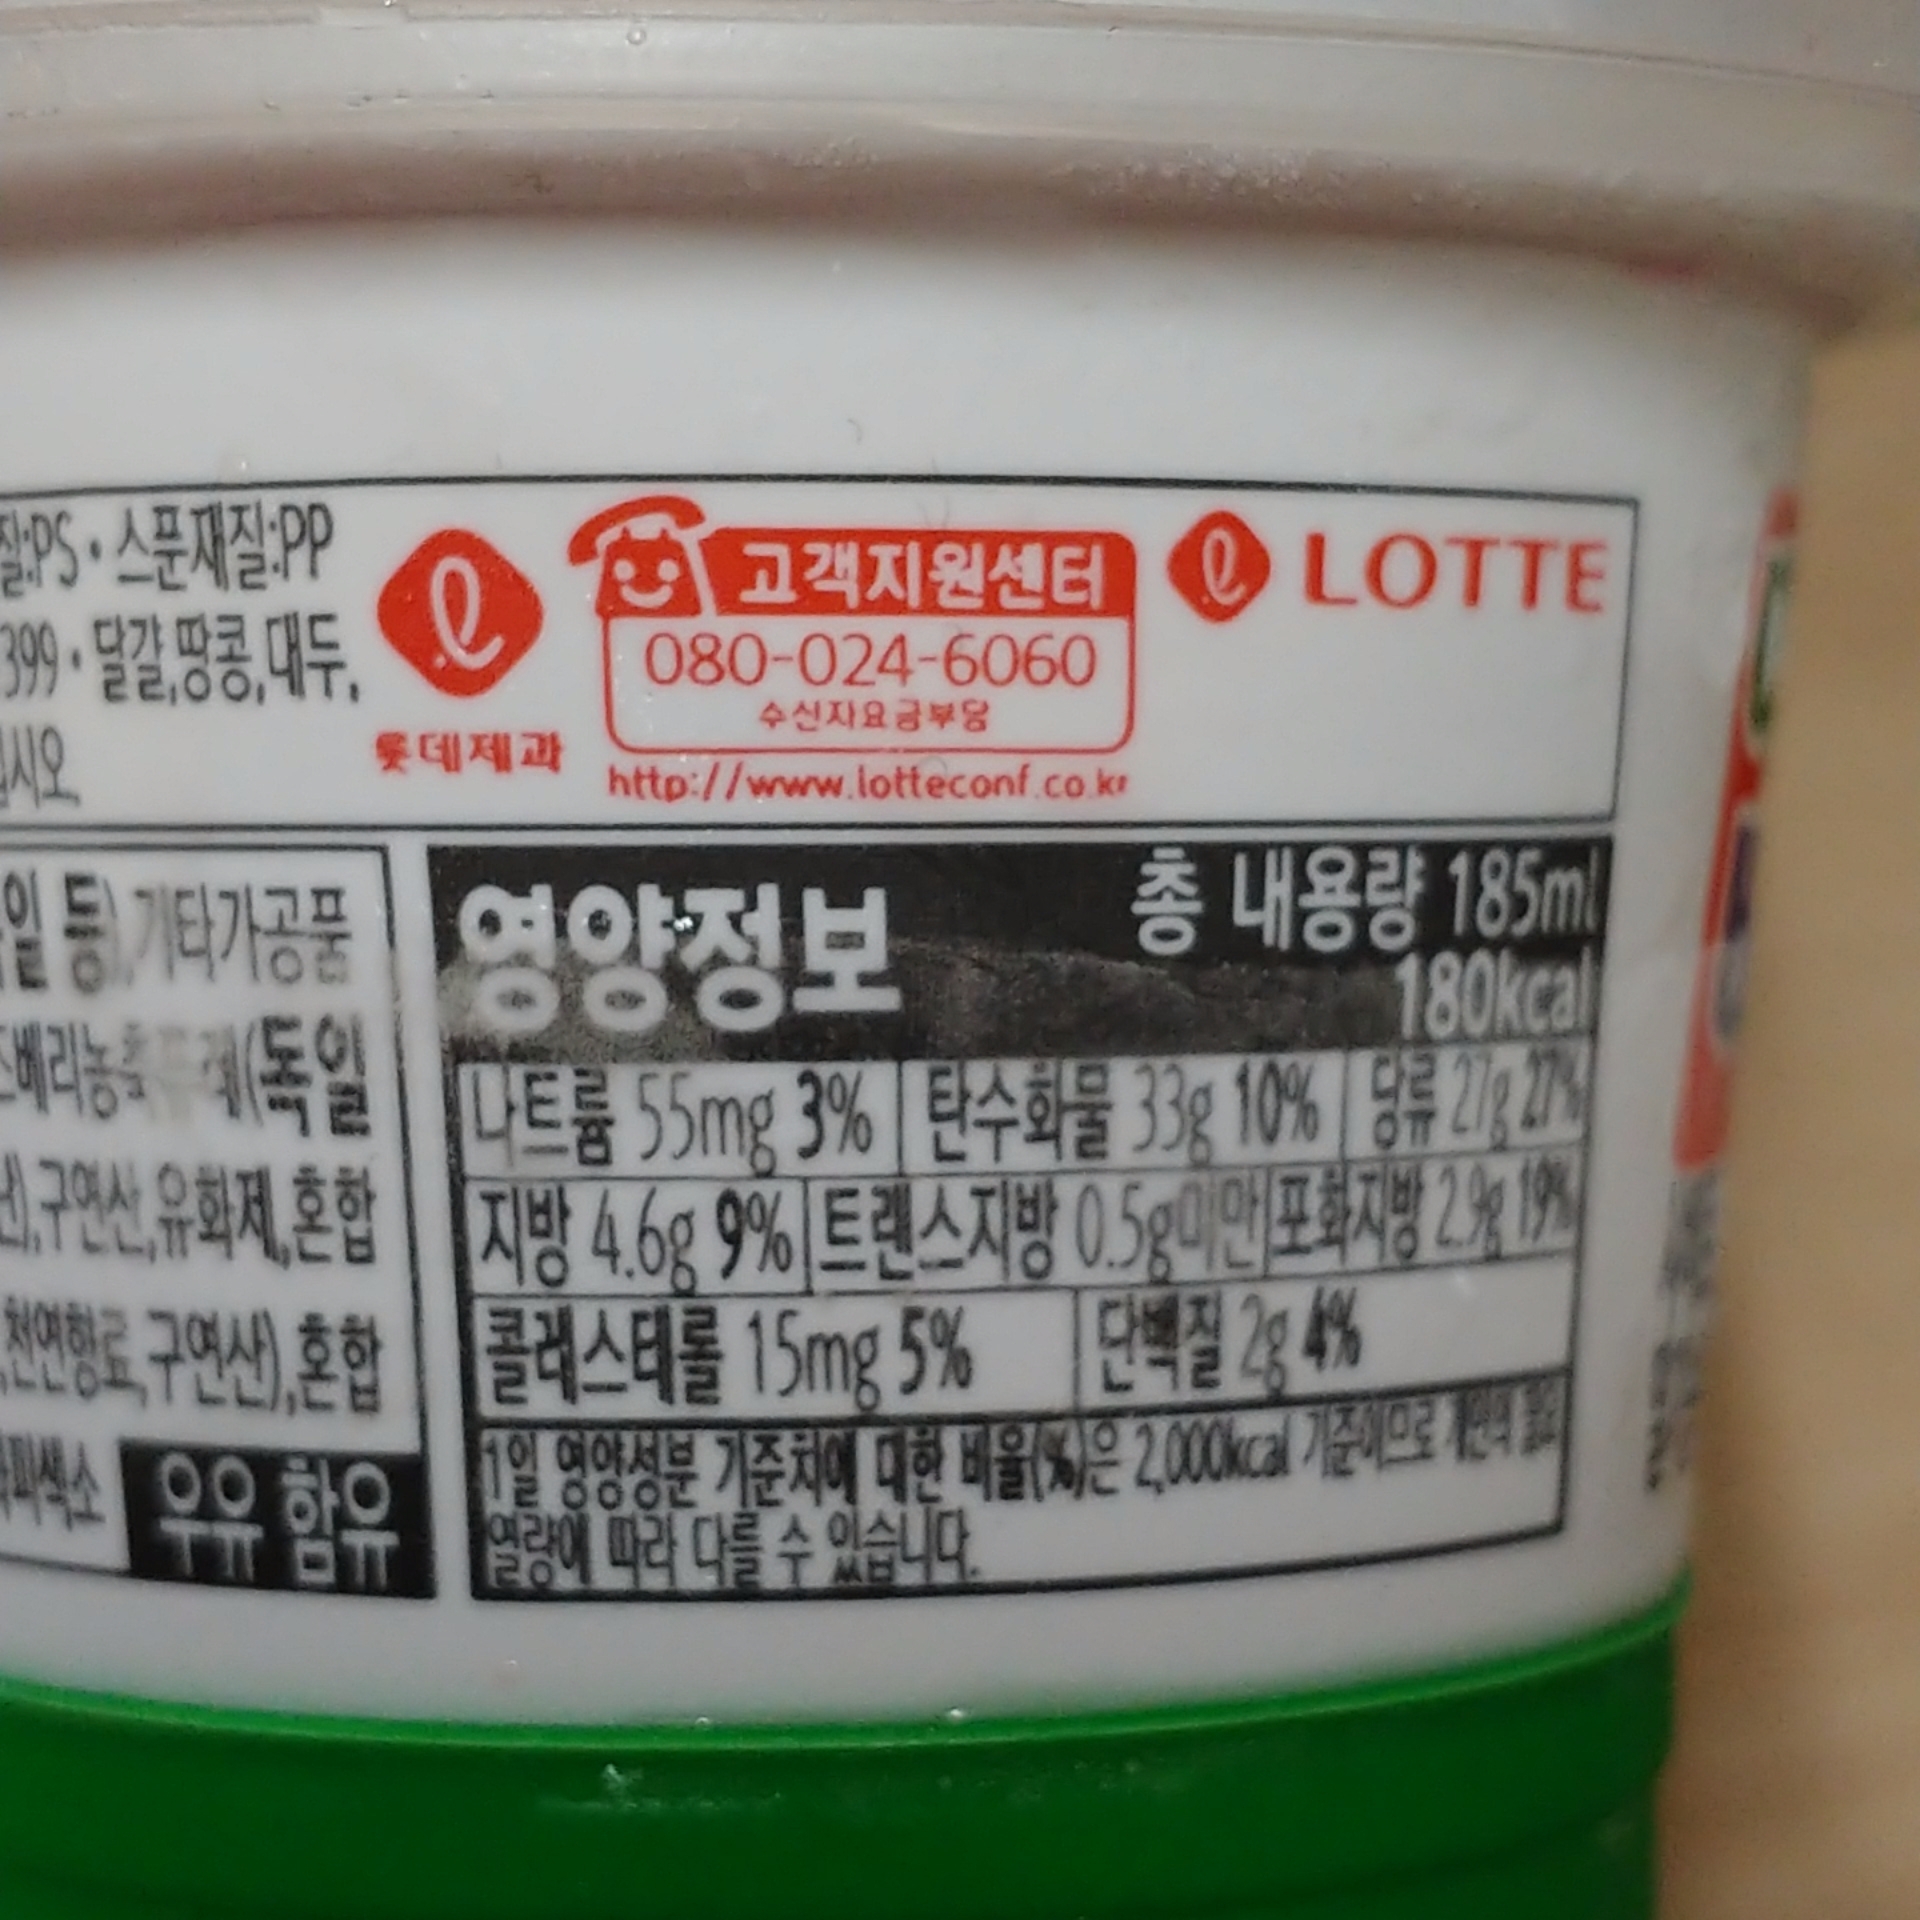 질:PS·스푼재질:PP
399·달걀,땅콩,대두,
십시오.
롯데제과
고객지원센터
080-024-6060
수신자요금부담
http://www.lotteconf.co.kr
LOTTE
일 등),기타가공품
베리농축퓨레(독일
구연산,유화제,혼합
천연향료,구연산),혼합
색소
우유 함유
영양정보
총 내용량 185ml
180kcal
나트륨 55mg 3% 탄수화물 33g 10% 당류 27g 27%
지방 4.6g 9% 트랜스지방 0.5g미만 포화지방 2.9g 19%
콜레스테롤 15mg 5% 단백질 2g 4%
1일 영양성분 기준치에 대한 비율(%)은 2,000kcal 기준이므로 개인의 필요
열량에 따라 다를 수 있습니다.